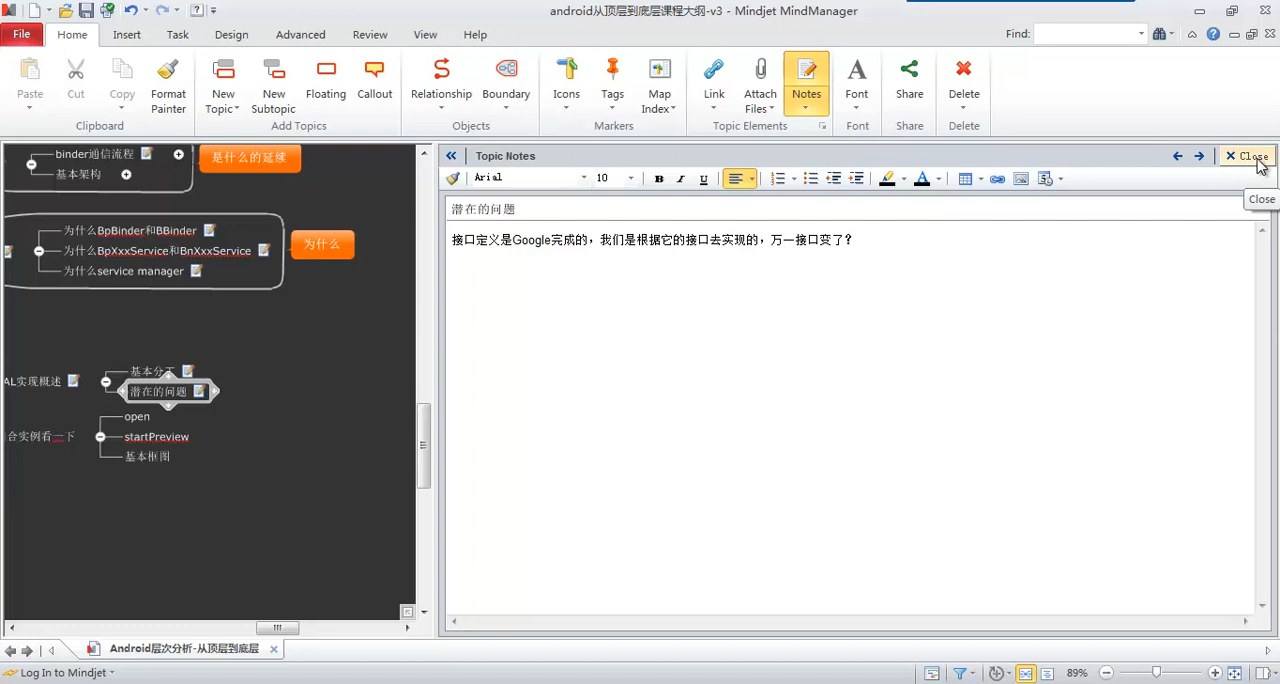 android从顶层到底层课程大纲-v3 - Mindjet MindManager
File Home Insert Task Design Advanced Review View Help Find:
Paste Cut Copy Format Painter
Clipboard
New Topic New Subtopic Floating Callout
Add Topics
Relationship Boundary
Objects
Icons Tags Map Index
Markers
Link Attach Files Notes
Topic Elements
Font
Font
Share
Share
Delete
Delete
binder通信流程
基本架构
是什么的延续
为什么BpBinder和BBinder
为什么BpXxxService和BnXxxService
为什么service manager
为什么
AL实现概述
基本分工
潜在的问题
合实例看一下
open
startPreview
基本框图
Topic Notes
Close
Close
Arial 10 B I U
潜在的问题
接口定义是Google完成的，我们是根据它的接口去实现的，万一接口变了？
Android层次分析-从顶层到底层
Log In to Mindjet
89%